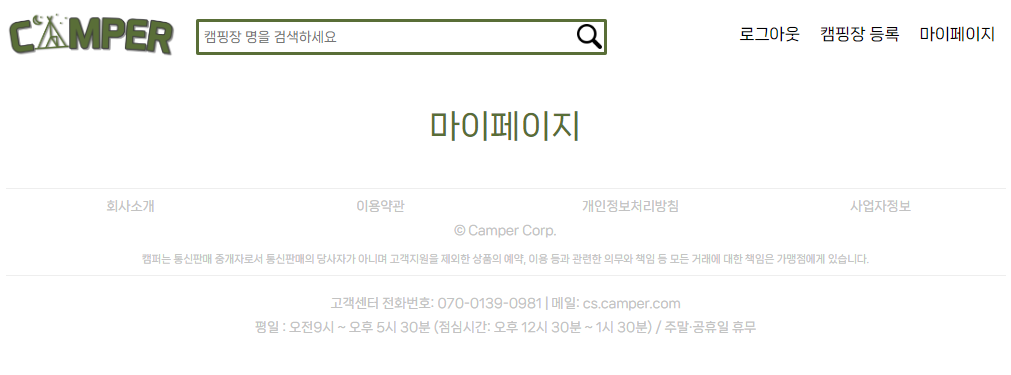 CAMPER
캠핑장 명을 검색하세요
로그아웃 캠핑장 등록 마이페이지
마이페이지
회사소개 이용약관 개인정보처리방침 사업자정보
© Camper Corp.
캠퍼는 통신판매 중개자로서 통신판매의 당사자가 아니며 고객지원을 제외한 상품의 예약, 이용 등과 관련한 의무와 책임 등 모든 거래에 대한 책임은 가맹점에게 있습니다.
고객센터 전화번호: 070-0139-0981 | 메일: cs.camper.com
평일 : 오전9시 ~ 오후 5시 30분 (점심시간: 오후 12시 30분 ~ 1시 30분) / 주말·공휴일 휴무